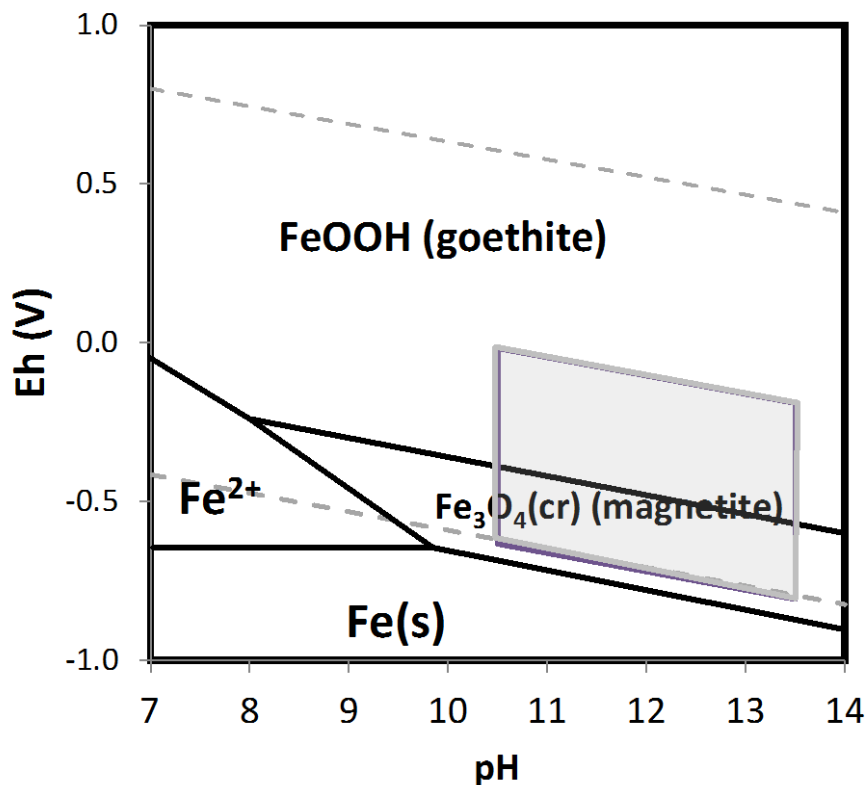 1.0
0.5
0.0
-0.5
-1.0
Eh (V)
FeOOH (goethite)
Fe²⁺
Fe₃O₄(cr) (magnetite)
Fe(s)
7 8 9 10 11 12 13 14
pH